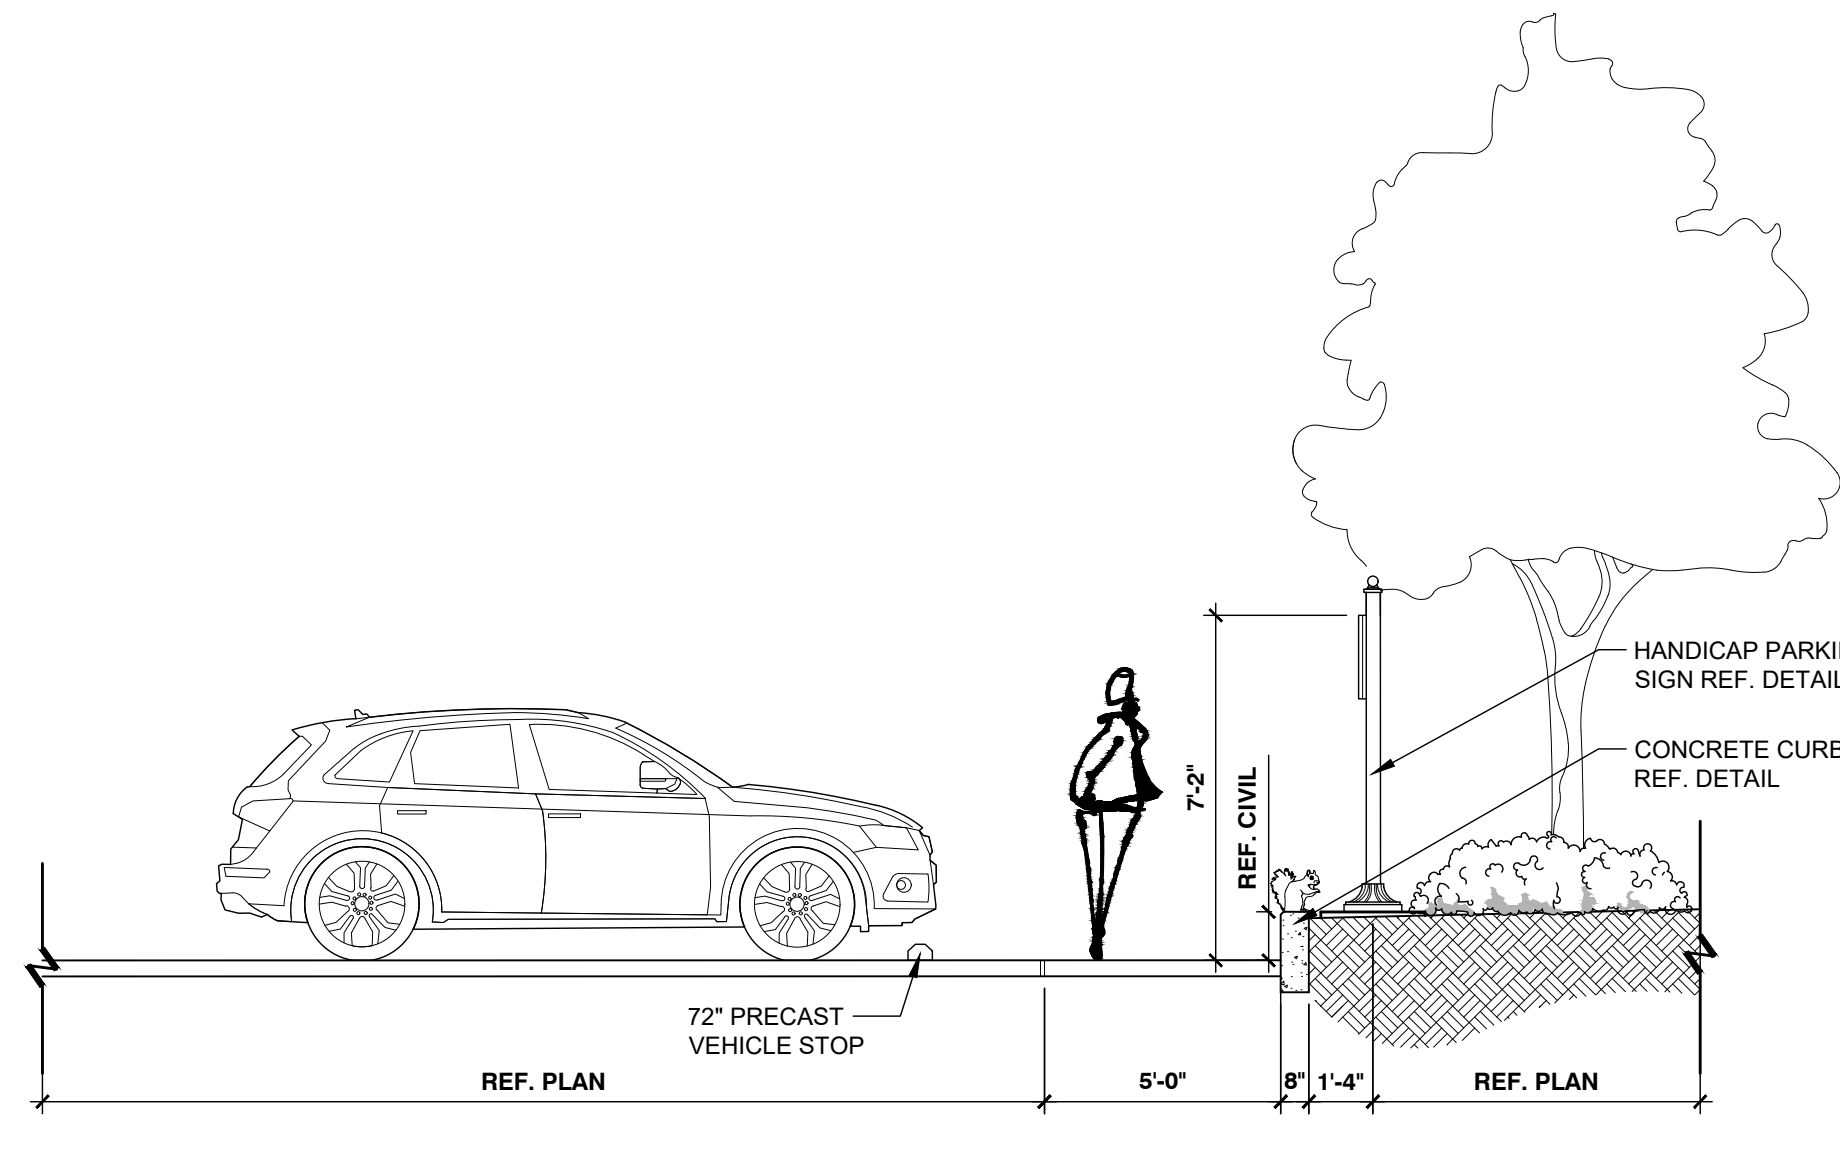 HANDICAP PARKI
SIGN REF. DETAIL
CONCRETE CURB
REF. DETAIL
7'-2"
REF. CIVIL
72" PRECAST
VEHICLE STOP
REF. PLAN
5'-0"
8"
1'-4"
REF. PLAN